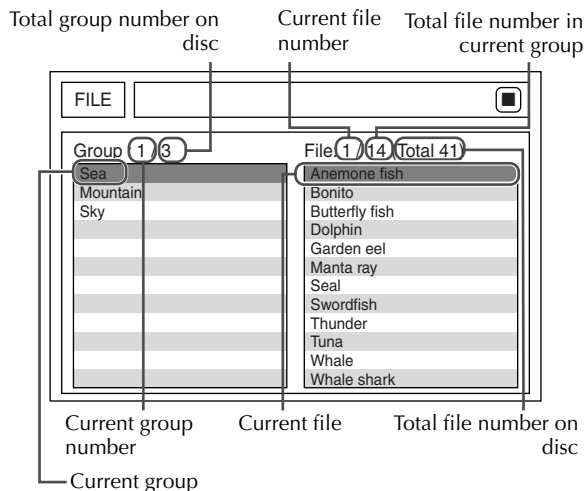 Total group number on
disc
Current file
number
Total file number in
current group
FILE
Group 1 / 3
File: 1 / 14 (Total 41)
Sea
Mountain
Sky
Anemone fish
Bonito
Butterfly fish
Dolphin
Garden eel
Manta ray
Seal
Swordfish
Thunder
Tuna
Whale
Whale shark
Current group
number
Current file
Total file number on
disc
Current group